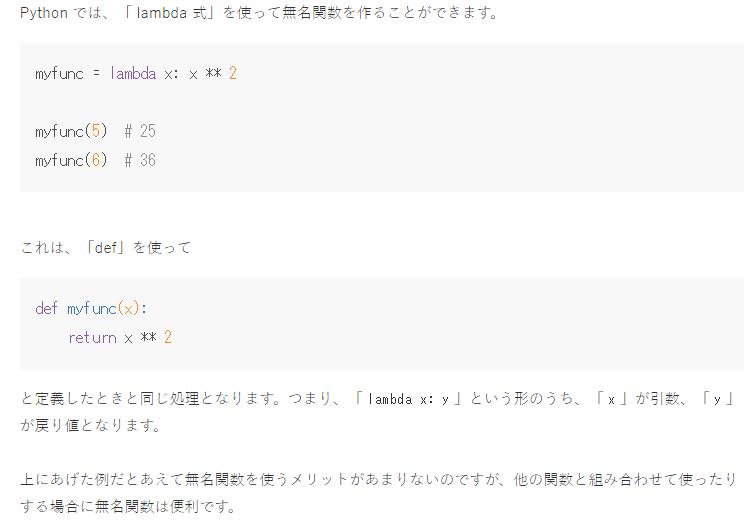 Python では、「 lambda 式」を使って無名関数を作ることができます。
myfunc = lambda x: x ** 2
myfunc(5)  # 25
myfunc(6)  # 36
これは、「def」を使って
def myfunc(x):
    return x ** 2
と定義したときと同じ処理となります。つまり、「 lambda x: y 」という形のうち、「 x 」が引数、「 y 」
が戻り値となります。
上にあげた例だとあえて無名関数を使うメリットがあまりないのですが、他の関数と組み合わせて使ったり
する場合に無名関数は便利です。